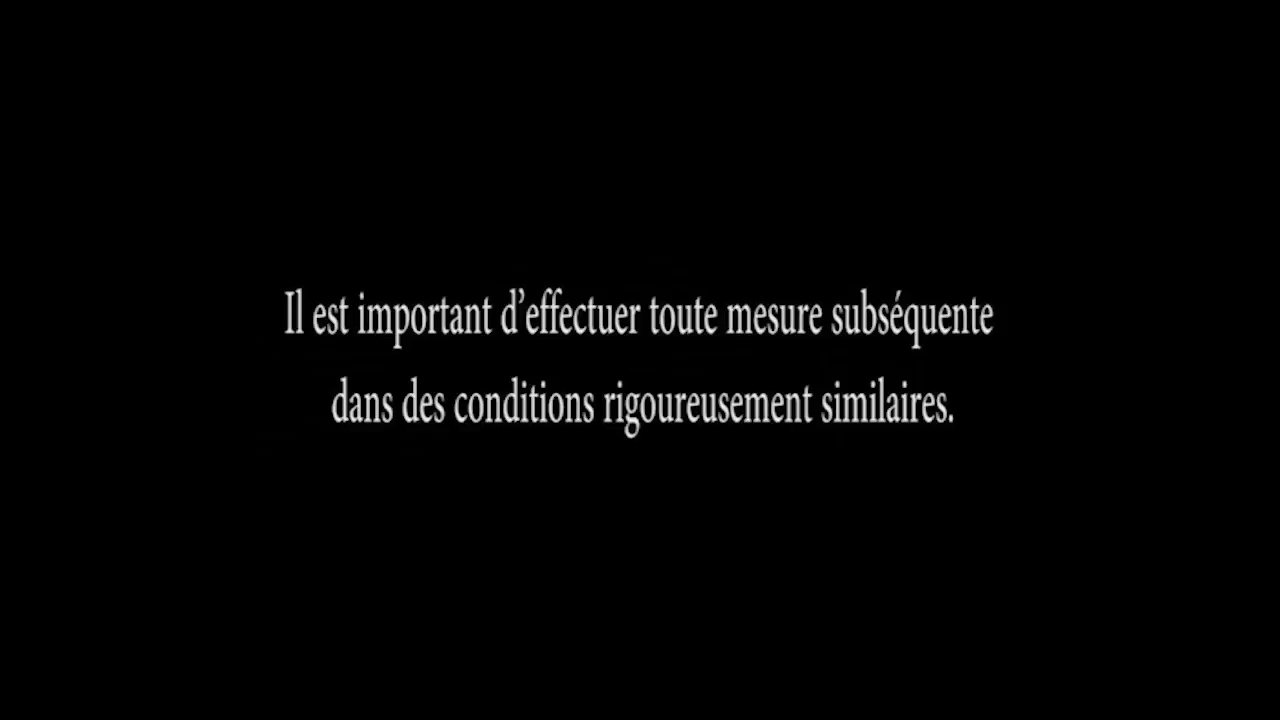 Il est important d’effectuer toute mesure subséquente
dans des conditions rigoureusement similaires.